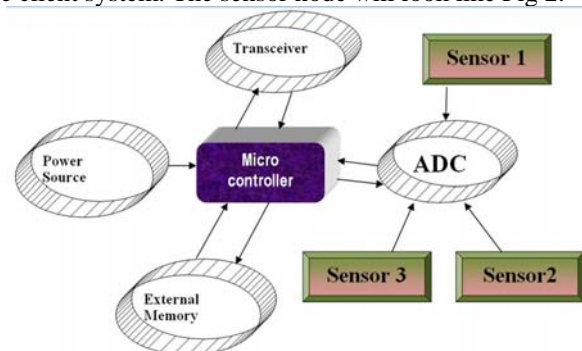 e client system. The sensor node will look like Fig 2.
Transceiver
Sensor 1
Power
Source
Micro
controller
ADC
External
Memory
Sensor 3
Sensor2